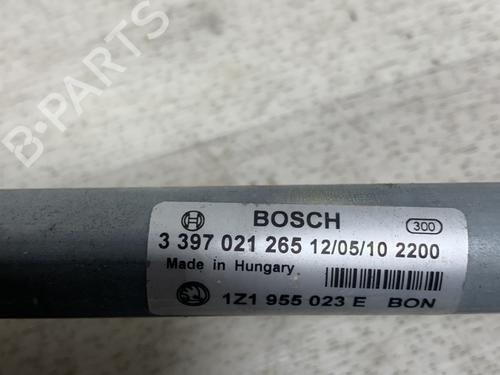 B-PARTS
BOSCH
300
3 397 021 265 12/05/10 2200
Made in Hungary
1Z1 955 023 E BON